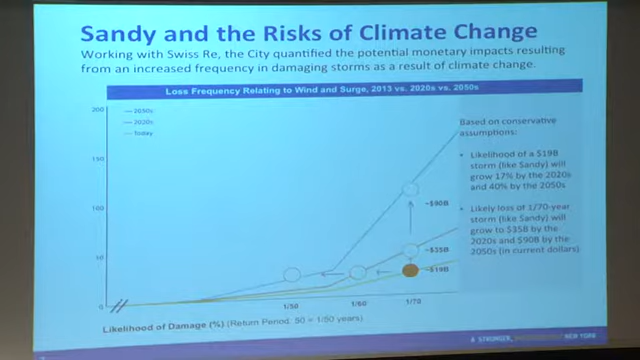 Sandy and the Risks of Climate Change
Working with Swiss Re, the City quantified the potential monetary impacts resulting
from an increased frequency in damaging storms as a result of climate change.
Loss Frequency Relating to Wind and Surge, 2013 vs. 2020s vs. 2050s
200
150
100
50
0
2050s
2020s
Today
~$90B
~$35B
~$19B
1/50
1/60
1/70
Likelihood of Damage (%) (Return Period: 50 = 1/50 years)
Based on conservative
assumptions:
• Likelihood of a $19B
storm (like Sandy) will
grow 17% by the 2020s
and 40% by the 2050s
• Likely loss of 1/70-year
storm (like Sandy) will
grow to $35B by the
2020s and $90B by the
2050s (in current dollars)
A STRONGER, NEW YORK